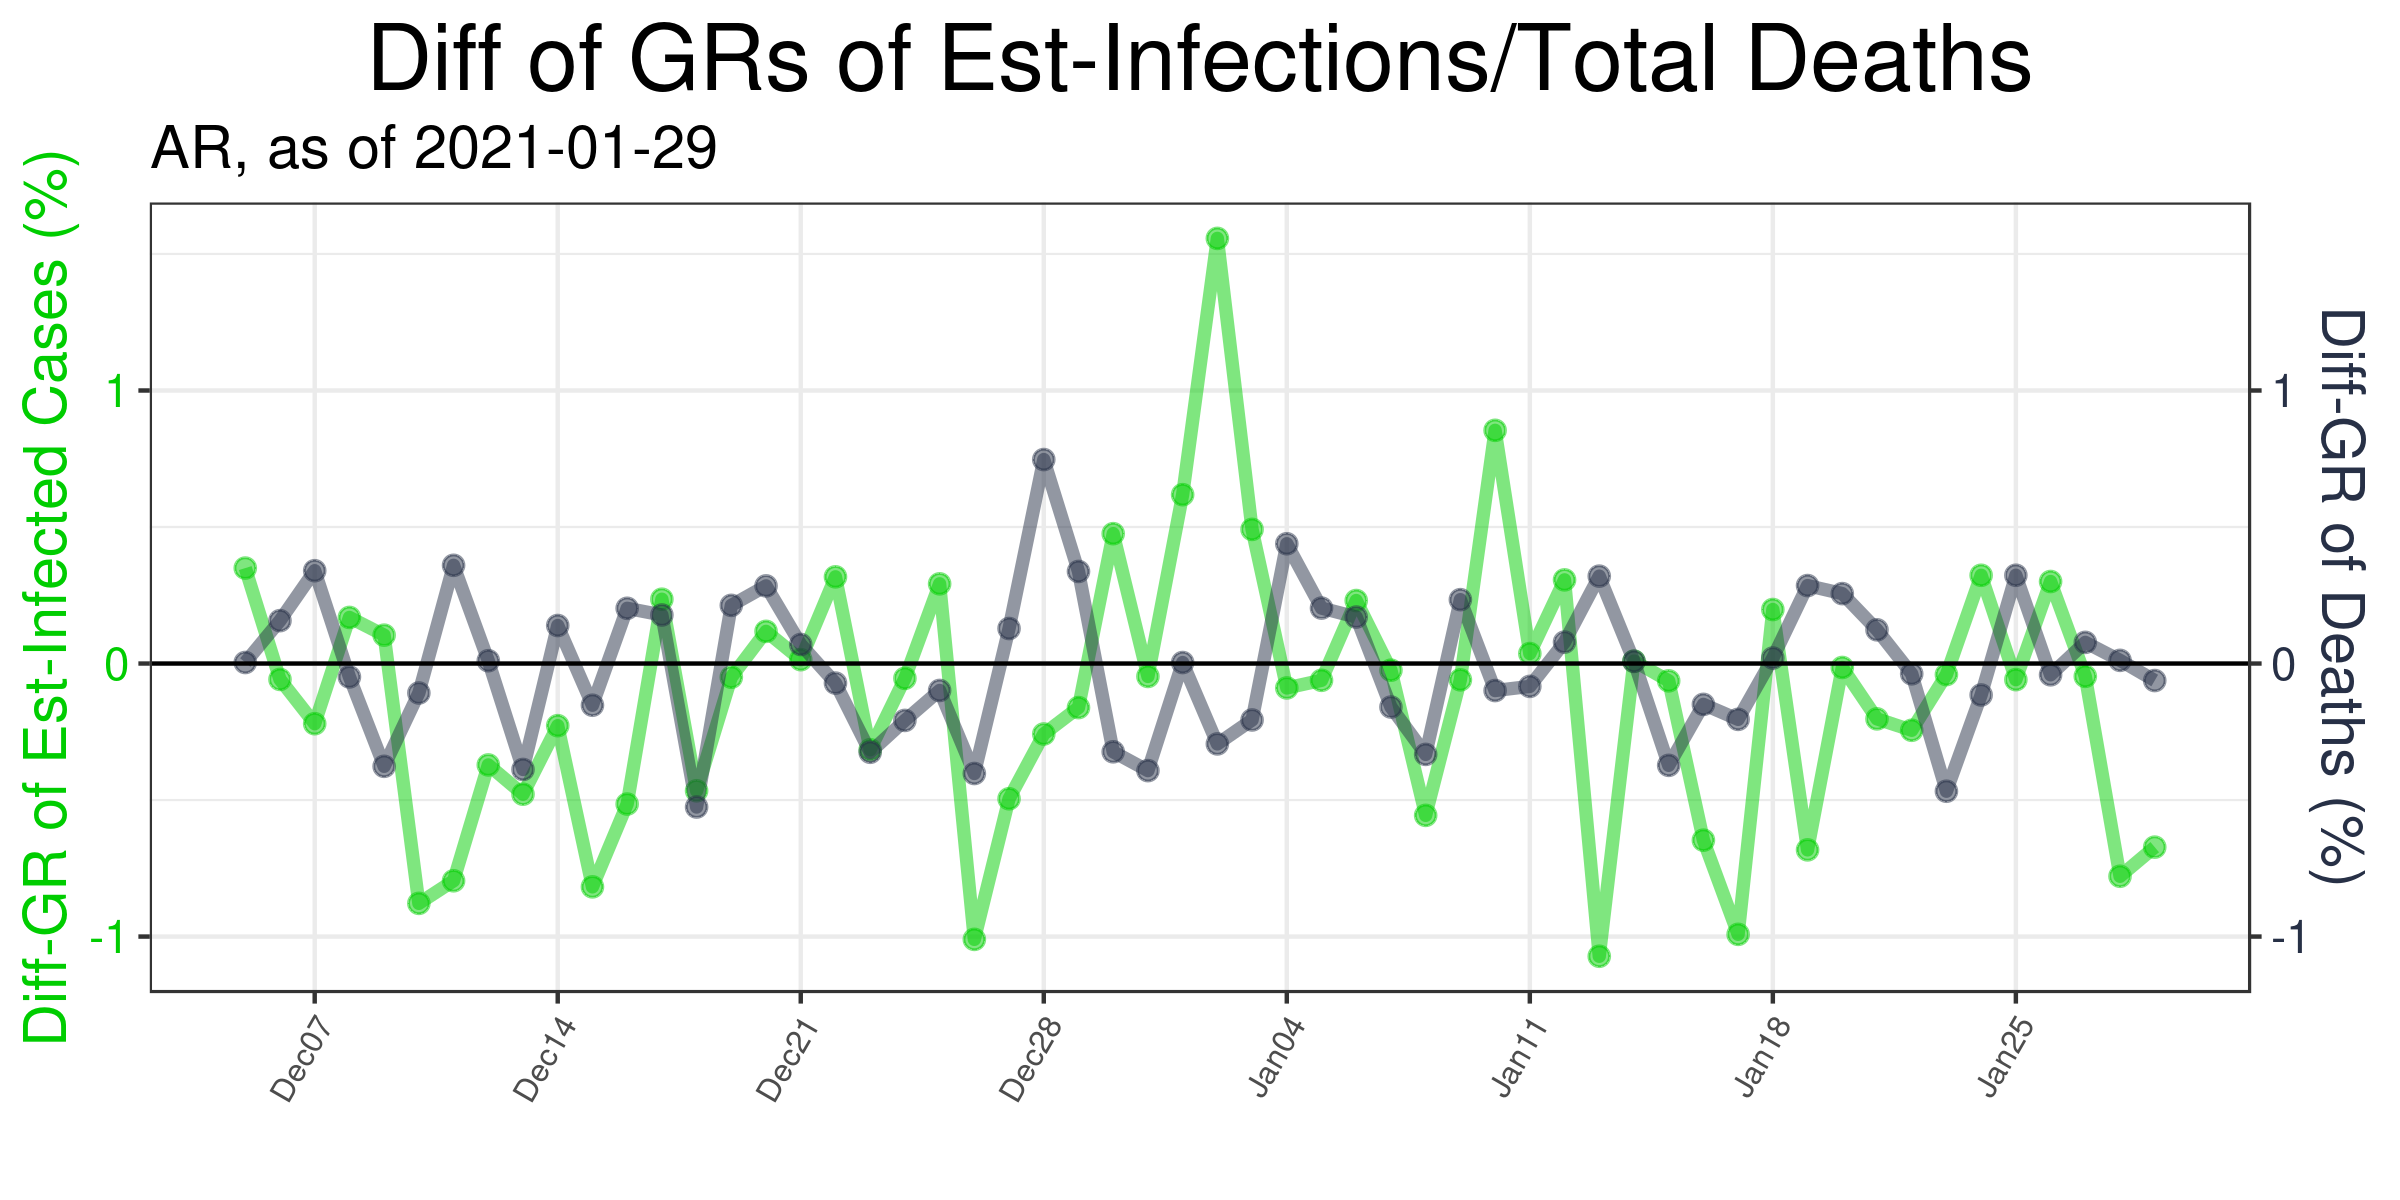 Diff of GRs of Est-Infections/Total Deaths
AR, as of 2021-01-29
Diff-GR of Est-Infected Cases (%)
1
0
-1
1
0
-1
Diff-GR of Deaths (%)
Dec07
Dec14
Dec21
Dec28
Jan04
Jan11
Jan18
Jan25